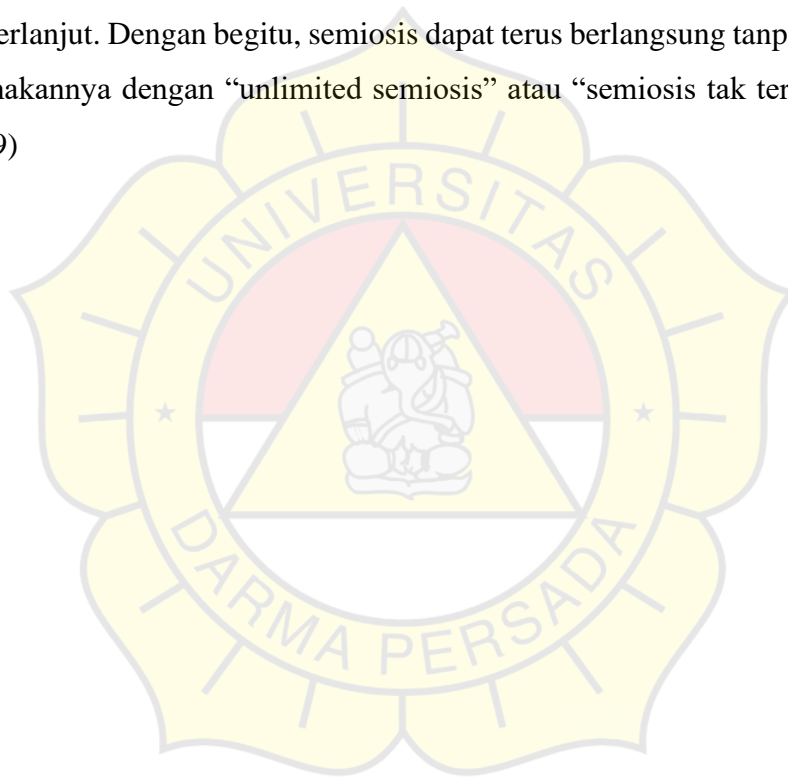 erlanjut. Dengan begitu, semiosis dapat terus berlangsung tanp
akannya dengan “unlimited semiosis” atau “semiosis tak ter
9)
UNIVERSITAS
DARMA PERSADA